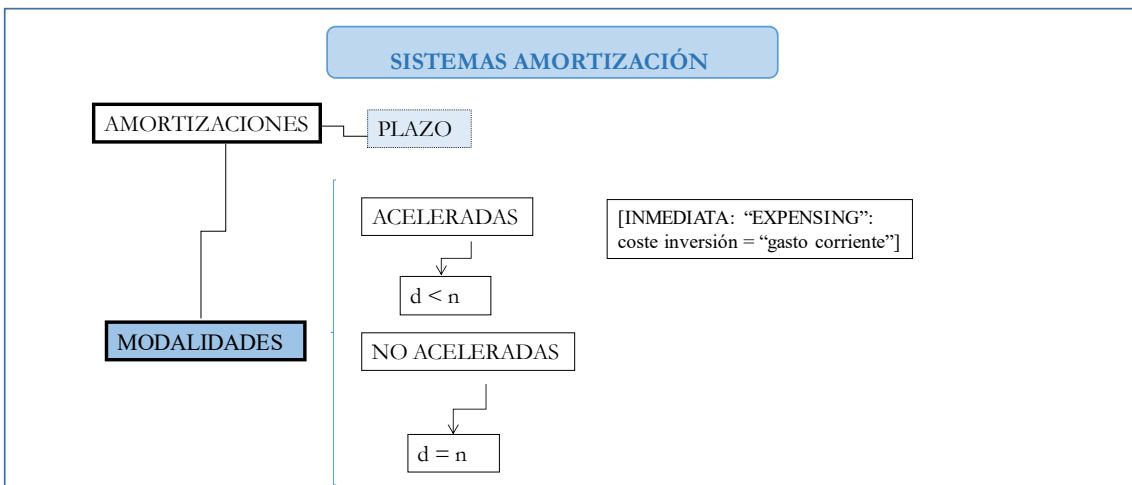 SISTEMAS AMORTIZACIÓN
AMORTIZACIONES
PLAZO
ACELERADAS
[INMEDIATA: “EXPENSING”:
coste inversión = “gasto corriente”]
d < n
MODALIDADES
NO ACELERADAS
d = n